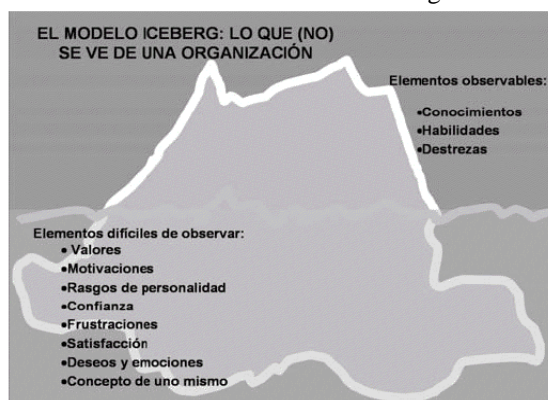 EL MODELO ICEBERG: LO QUE (NO)
SE VE DE UNA ORGANIZACIÓN
Elementos observables:
•Conocimientos
•Habilidades
•Destrezas
Elementos difíciles de observar:
• Valores
•Motivaciones
•Rasgos de personalidad
•Confianza
•Frustraciones
•Satisfacción
•Deseos y emociones
•Concepto de uno mismo